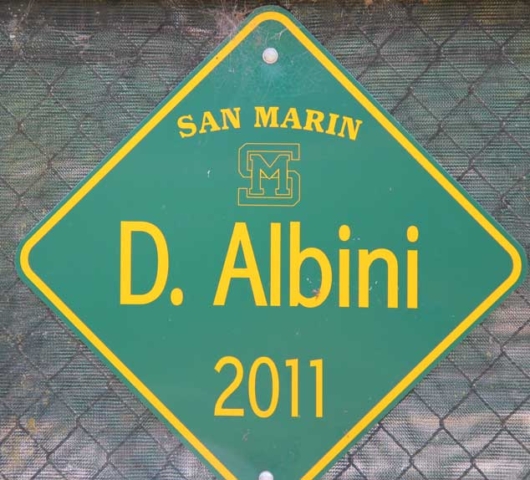 SAN MARIN
SM
D. Albini
2011